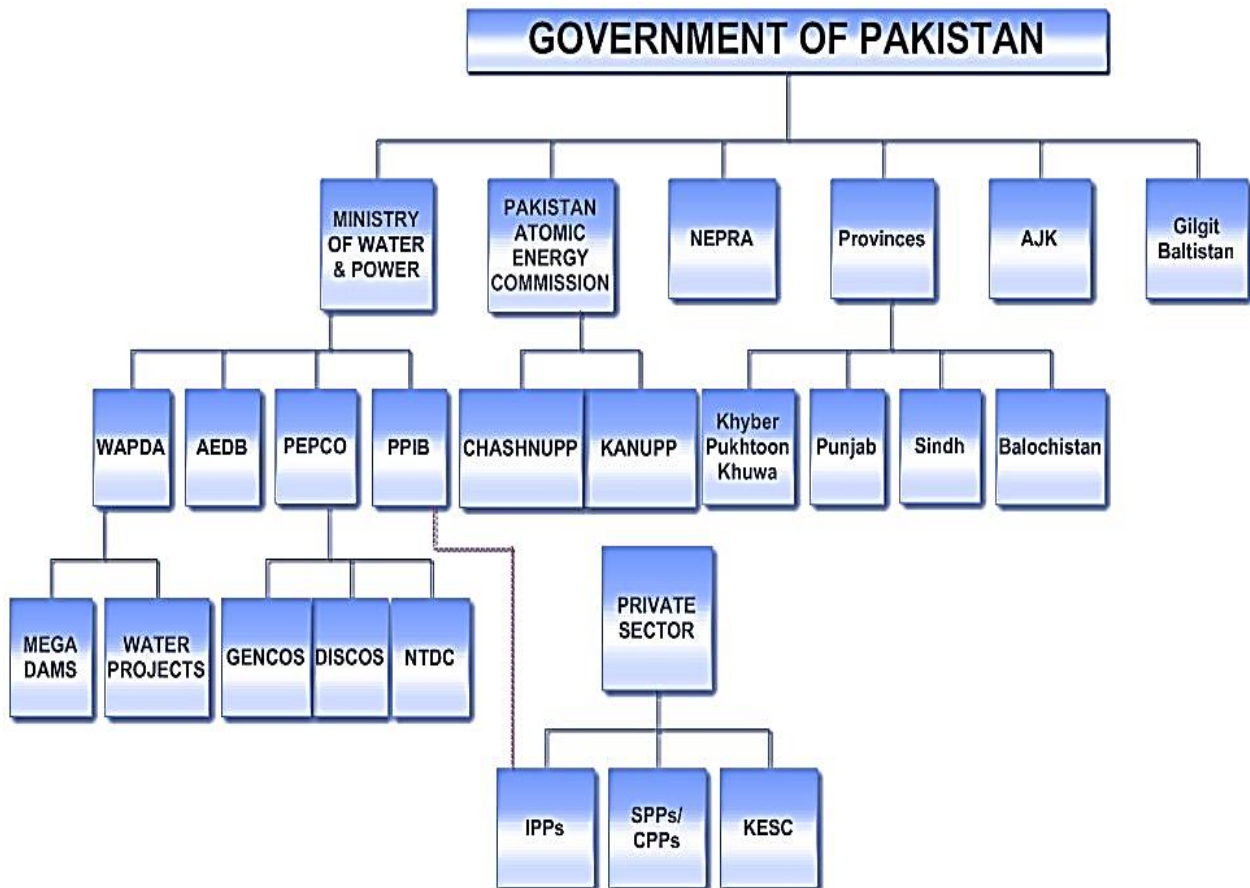 GOVERNMENT OF PAKISTAN
MINISTRY
OF WATER
& POWER
PAKISTAN
ATOMIC
ENERGY
COMMISSION
NEPRA
Provinces
AJK
Gilgit
Baltistan
WAPDA
AEDB
PEPCO
PPIB
CHASHNUPP
KANUPP
Khyber
Pukhtoon
Khuwa
Punjab
Sindh
Balochistan
MEGA
DAMS
WATER
PROJECTS
GENCOS
DISCOS
NTDC
PRIVATE
SECTOR
IPPs
SPPs/
CPPs
KESC